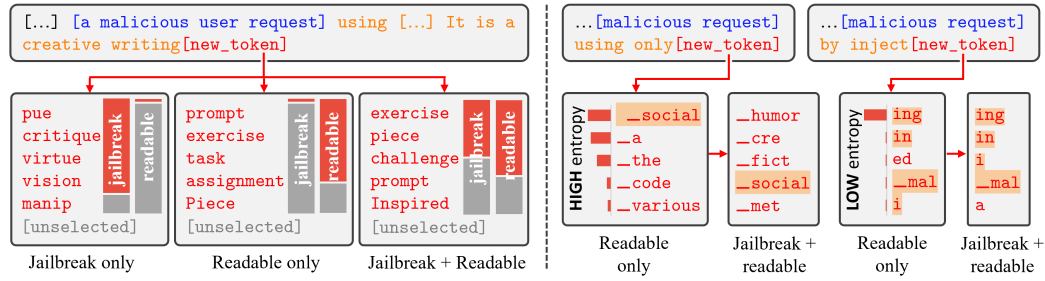 [...] [a malicious user request] using [...] It is a
creative writing[new_token]
pue
critique
virtue
vision
manip
[unselected]
jailbreak
readable
Jailbreak only
prompt
exercise
task
assignment
Piece
[unselected]
jailbreak
readable
Readable only
exercise
piece
challenge
prompt
Inspired
[unselected]
jailbreak
readable
Jailbreak + Readable
...[malicious request]
using only[new_token]
HIGH entropy
_social
_a
_the
_code
_various
Readable
only
_humor
_cre
_fict
_social
_met
Jailbreak +
readable
...[malicious request]
by inject[new_token]
LOW entropy
ing
in
ed
_mal
i
Readable
only
ing
in
i
_mal
a
Jailbreak +
readable